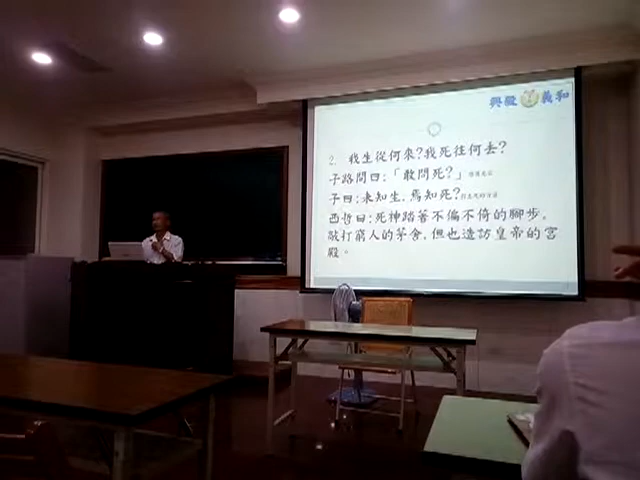 興毅 義和
2. 我生從何來?我死往何去?
子路問曰:「敢問死?」
子曰:未知生,焉知死?
西哲曰:死神踏著不偏不倚的腳步,
敲打窮人的茅舍,但也造訪皇帝的宮
殿。